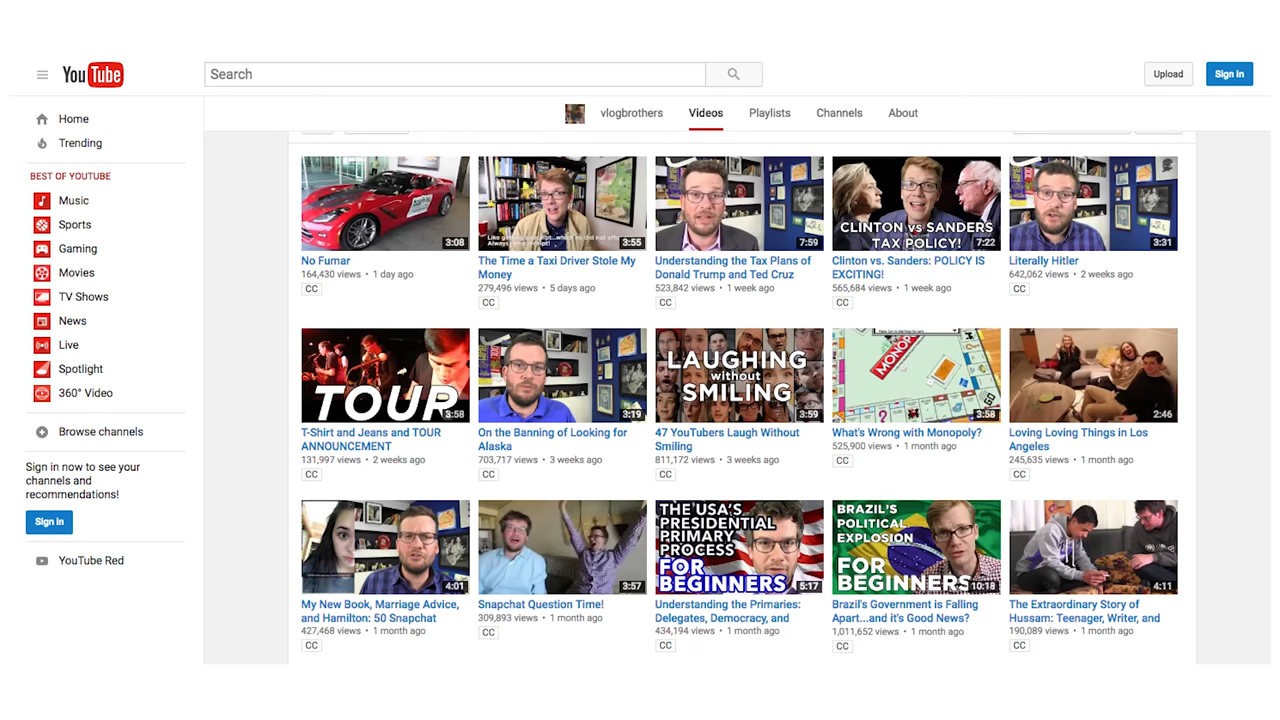 YouTube
Search
Upload
Sign in
vlogbrothers
Videos
Playlists
Channels
About
Home
Trending
BEST OF YOUTUBE
Music
Sports
Gaming
Movies
TV Shows
News
Live
Spotlight
360° Video
Browse channels
Sign in now to see your
channels and
recommendations!
Sign in
YouTube Red
3:08
No Fumar
164,430 views • 1 day ago
CC
3:55
The Time a Taxi Driver Stole My
Money
279,496 views • 5 days ago
CC
7:59
Understanding the Tax Plans of
Donald Trump and Ted Cruz
523,842 views • 1 week ago
CC
CLINTON vs SANDERS
TAX POLICY!
7:22
Clinton vs. Sanders: POLICY IS
EXCITING!
565,684 views • 1 week ago
CC
3:31
Literally Hitler
642,062 views • 2 weeks ago
CC
TOUR
3:58
T-Shirt and Jeans and TOUR
ANNOUNCEMENT
131,997 views • 2 weeks ago
CC
3:19
On the Banning of Looking for
Alaska
703,717 views • 3 weeks ago
CC
LAUGHING
without
SMILING
3:59
47 YouTubers Laugh Without
Smiling
811,172 views • 3 weeks ago
CC
MONOPOLY
GO
3:58
What's Wrong with Monopoly?
525,900 views • 1 month ago
CC
2:46
Loving Loving Things in Los
Angeles
245,635 views • 1 month ago
CC
4:01
My New Book, Marriage Advice,
and Hamilton: 50 Snapchat
427,468 views • 1 month ago
CC
3:57
Snapchat Question Time!
309,893 views • 1 month ago
CC
THE USA'S
PRESIDENTIAL
PRIMARY
PROCESS
FOR
BEGINNERS
5:17
Understanding the Primaries:
Delegates, Democracy, and
434,194 views • 1 month ago
CC
BRAZIL'S
POLITICAL
EXPLOSION
FOR
BEGINNERS
10:18
Brazil's Government is Falling
Apart...and it's Good News?
1,011,652 views • 1 month ago
CC
4:11
The Extraordinary Story of
Hussam: Teenager, Writer, and
190,089 views • 1 month ago
CC